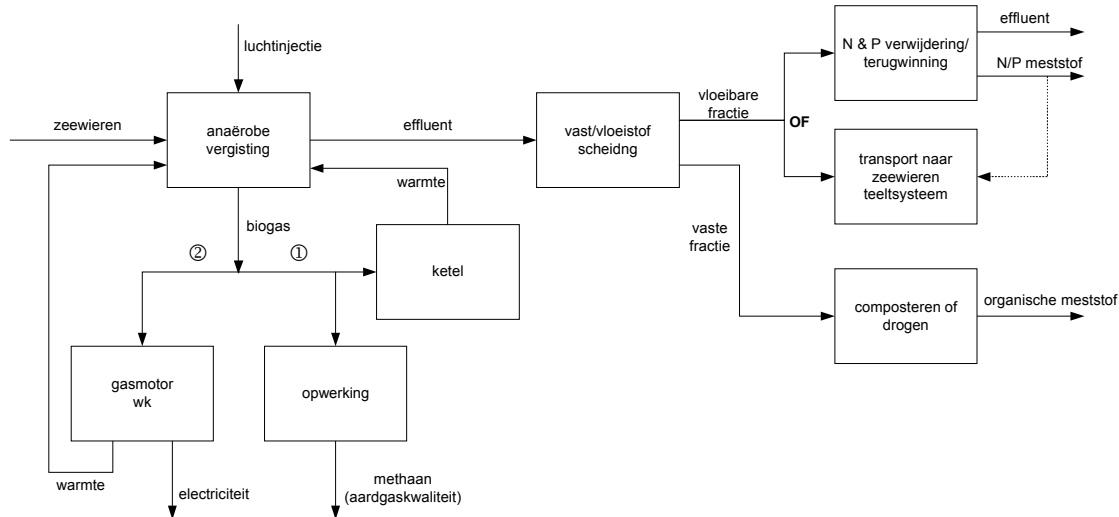 luchtinjectie
zeewieren
anaërobe
vergisting
effluent
warmte
biogas
②
①
ketel
gasmotor
wk
opwerking
warmte
electriciteit
methaan
(aardgaskwaliteit)
vast/vloeistof
scheidng
vloeibare
fractie
OF
vaste
fractie
N & P verwijdering/
terugwinning
effluent
N/P meststof
transport naar
zeewieren
teeltsysteem
composteren of
drogen
organische meststof